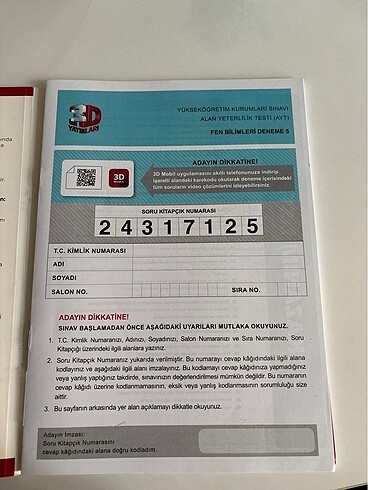 3D
YAYINLARI
YÜKSEKÖĞRETİM KURUMLARI SINAVI
ALAN YETERLİLİK TESTİ (AYT)
FEN BİLİMLERİ DENEME 5
ADAYIN DİKKATİNE!
3D Mobil uygulamasını akıllı telefonunuza indirip
işaretli alandaki karekodu okutarak deneme içerisindeki
tüm soruların video çözümlerini izleyebilirsiniz.
3D
SORU KİTAPÇIK NUMARASI
2 4 3 1 7 1 2 5
T.C. KİMLİK NUMARASI
ADI
SOYADI
SALON NO.
SIRA NO.
ADAYIN DİKKATİNE!
SINAV BAŞLAMADAN ÖNCE AŞAĞIDAKİ UYARILARI MUTLAKA OKUYUNUZ.
1. T.C. Kimlik Numaranızı, Adınızı, Soyadınızı, Salon Numaranızı ve Sıra Numaranızı, Soru
Kitapçığı üzerindeki ilgili alanlara yazınız.
2. Soru Kitapçık Numaranız yukarıda verilmiştir. Bu numarayı cevap kâğıdındaki ilgili alana
kodlayınız ve aşağıdaki ilgili alanı imzalayınız. Bu kodlamayı cevap kâğıdınıza yapmadığınız
veya yanlış yaptığınız takdirde, sınavınızın değerlendirilmesi mümkün değildir. Bu numaranın
cevap kâğıdı üzerine kodlanmamasının, eksik veya yanlış kodlanmasının sorumluluğu size
aittir.
3. Bu sayfanın arkasında yer alan açıklamayı dikkatle okuyunuz.
Adayın İmzası:
Soru Kitapçık Numarasını
cevap kâğıdındaki alana doğru kodladım.